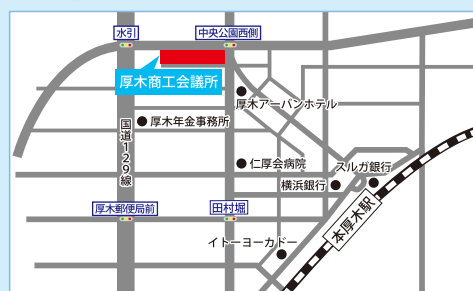 水引
中央公園西側
厚木商工会議所
厚木アーバンホテル
厚木年金事務所
国道129線
仁厚会病院
スルガ銀行
横浜銀行
厚木郵便局前
田村堀
本厚木駅
イトーヨーカドー